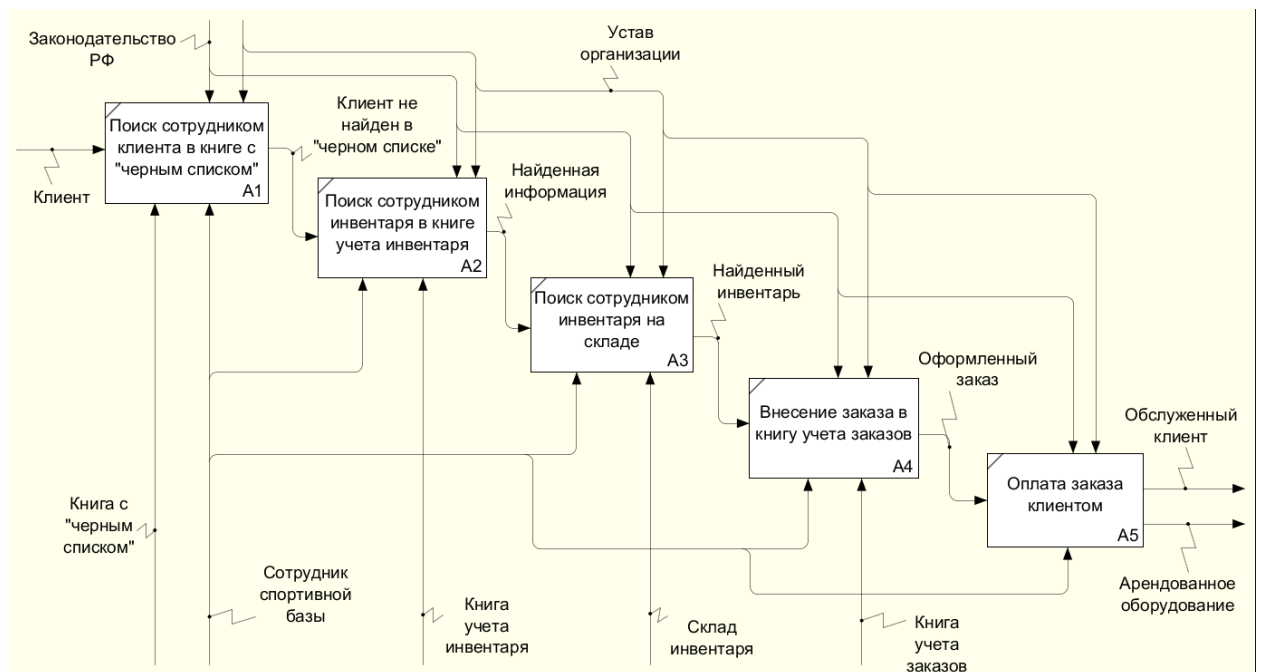 Законодательство
РФ
Устав
организации
Поиск сотрудником
клиента в книге с
"черным списком"
A1
Клиент не
найден в
"черном списке"
Клиент
Найденная
информация
Поиск сотрудником
инвентаря в книге
учета инвентаря
A2
Найденный
инвентарь
Поиск сотрудником
инвентаря на
складе
A3
Оформленный
заказ
Внесение заказа в
книгу учета заказов
A4
Обслуженный
клиент
Оплата заказа
клиентом
A5
Книга с
"черным
списком"
Сотрудник
спортивной
базы
Книга
учета
инвентаря
Склад
инвентаря
Книга
учета
заказов
Арендованное
оборудование